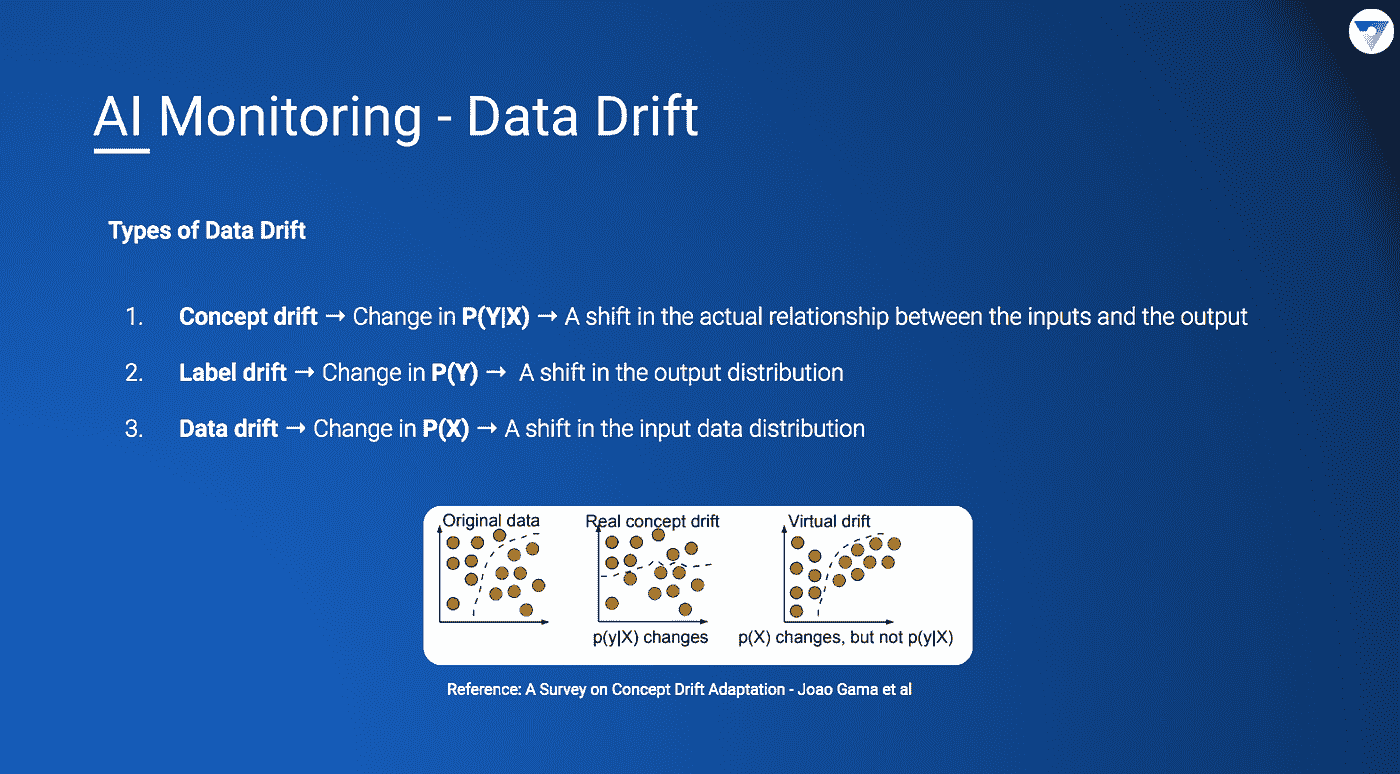 AI Monitoring - Data Drift
Types of Data Drift
1. Concept drift → Change in P(Y|X) → A shift in the actual relationship between the inputs and the output
2. Label drift → Change in P(Y) → A shift in the output distribution
3. Data drift → Change in P(X) → A shift in the input data distribution
Original data
Real concept drift
Virtual drift
p(y|X) changes
p(X) changes, but not p(y|X)
Reference: A Survey on Concept Drift Adaptation - Joao Gama et al